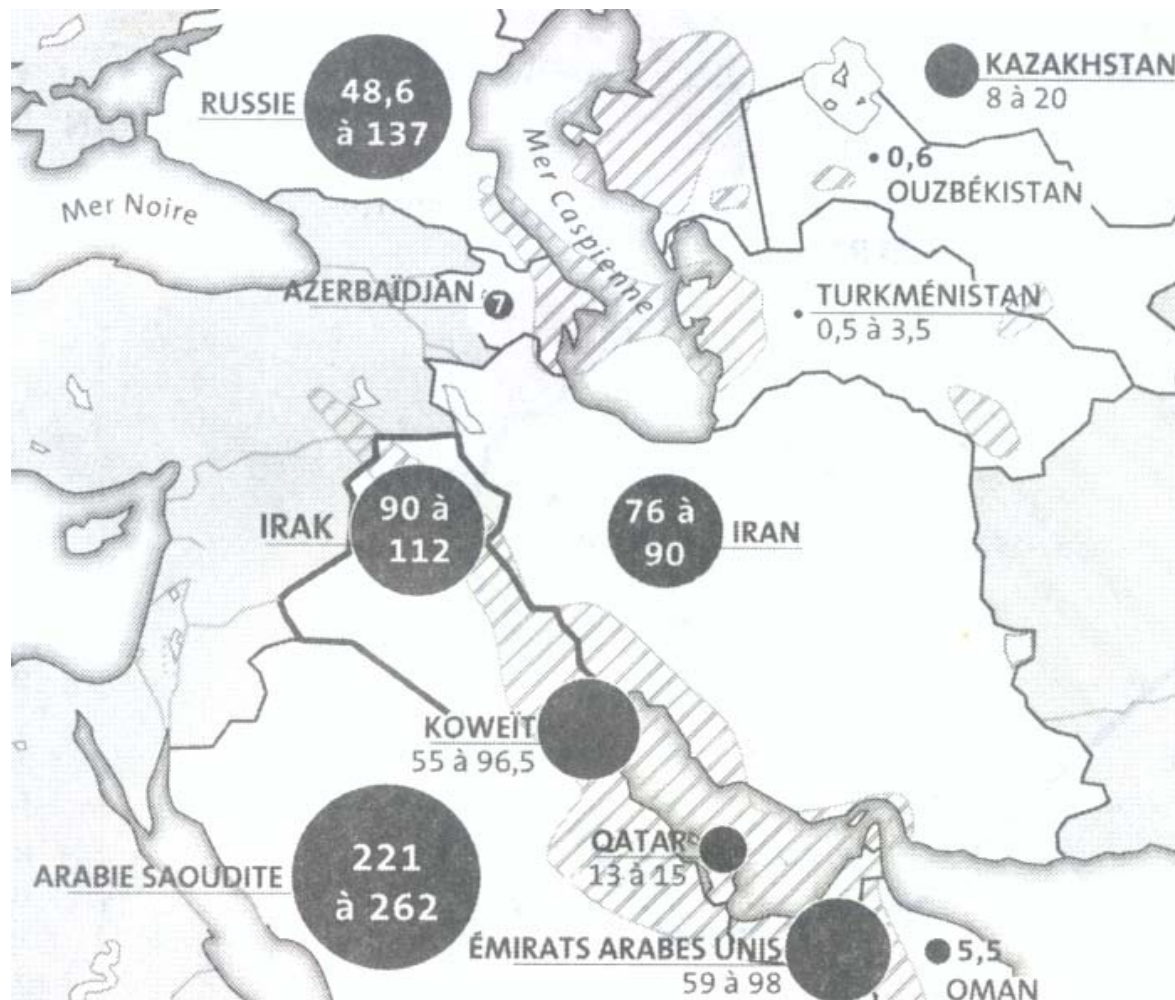 RUSSIE
48,6
à 137
KAZAKHSTAN
8 à 20
0,6
OUZBÉKISTAN
Mer Noire
Mer Caspienne
AZERBAÏDJAN
7
TURKMÉNISTAN
0,5 à 3,5
IRAK
90 à
112
76 à
90
IRAN
KOWEÏT
55 à 96,5
QATAR
13 à 15
ARABIE SAOUDITE
221
à 262
ÉMIRATS ARABES UNIS
59 à 98
5,5
OMAN